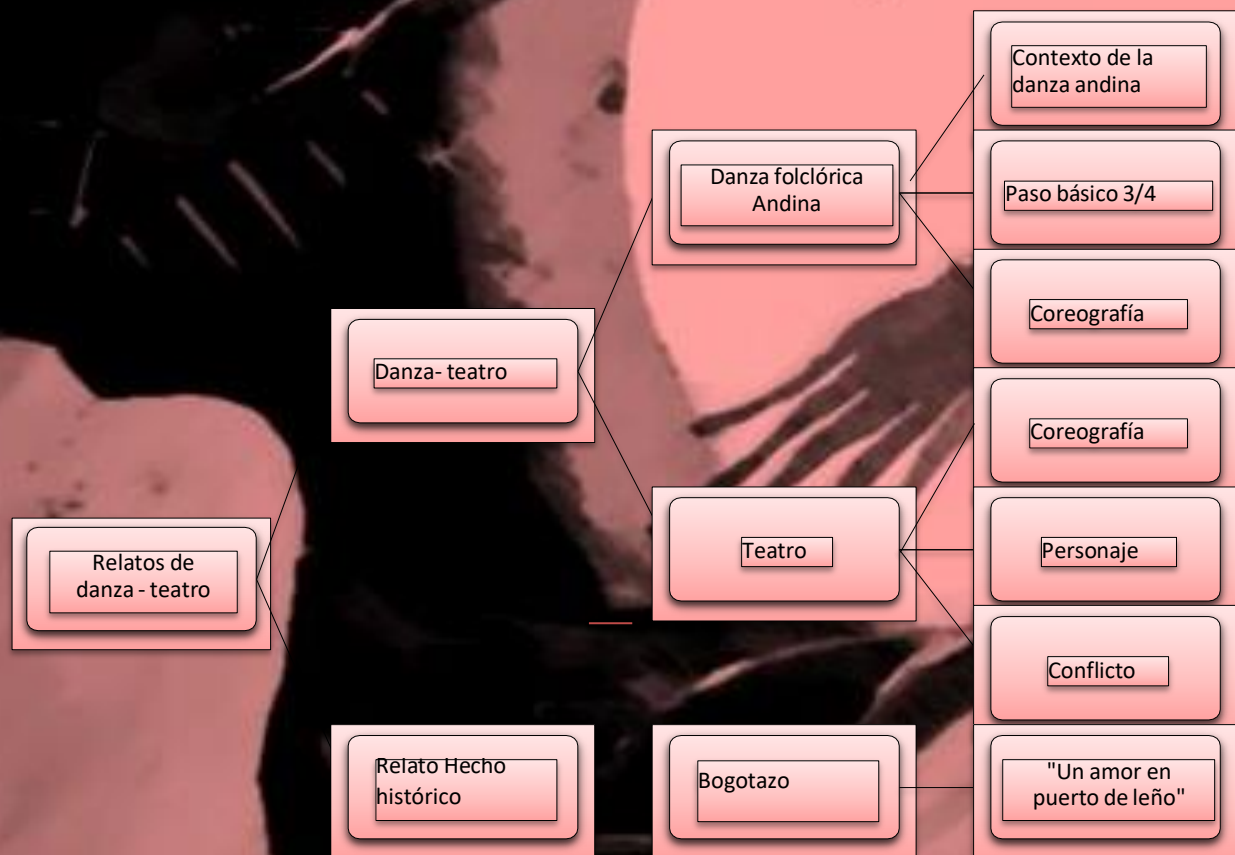 Relatos de
danza - teatro
Danza- teatro
Danza folclórica
Andina
Contexto de la
danza andina
Paso básico 3/4
Coreografía
Teatro
Coreografía
Personaje
Conflicto
Relato Hecho
histórico
Bogotazo
"Un amor en
puerto de leño"